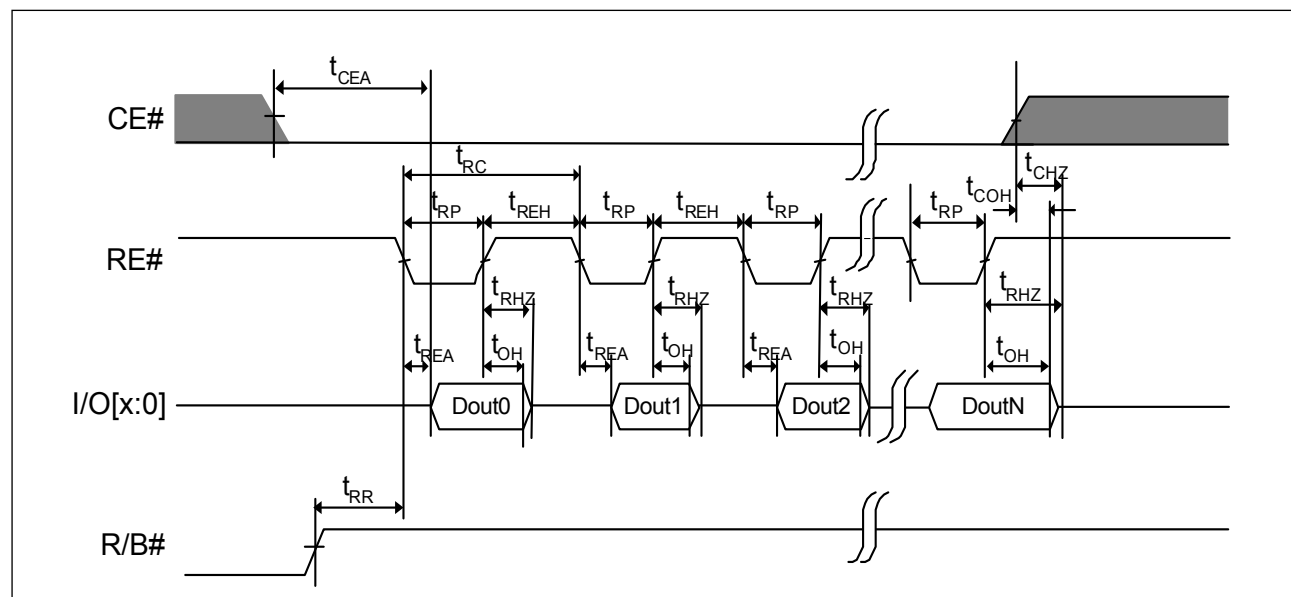 tCEA
CE#
tRC
tCHZ
tCOH
tRP tREH tRP tREH tRP tRP
RE#
tRHZ tRHZ tRHZ tRHZ
tREA tOH tREA tOH tREA tOH tOH
I/O[x:0] Dout0 Dout1 Dout2 DoutN
tRR
R/B#